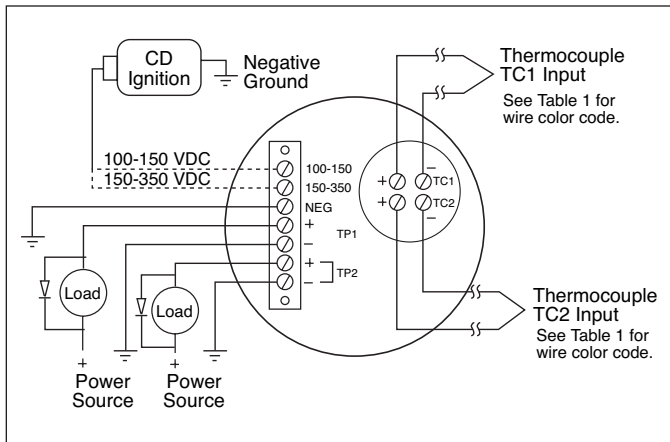 CD
Ignition
Negative
Ground
Thermocouple
TC1 Input
See Table 1 for
wire color code.
100-150 VDC
150-350 VDC
100-150
150-350
NEG
+
TP1
–
+
TP2
–
–
+ TC1
+ TC2
–
Load
Load
+
Power
Source
+
Power
Source
Thermocouple
TC2 Input
See Table 1 for
wire color code.